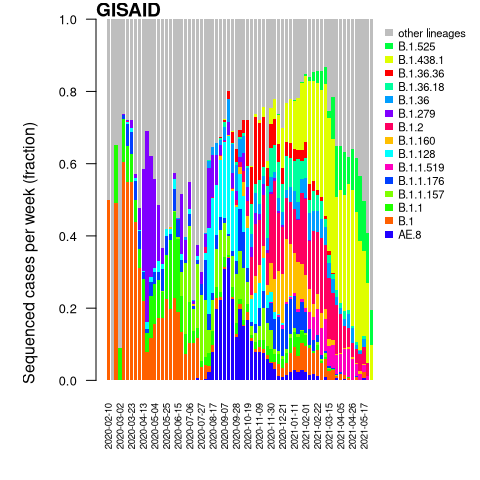 GISAID
Sequenced cases per week (fraction)
1.0
0.8
0.6
0.4
0.2
0.0
2020-02-10
2020-03-02
2020-03-23
2020-04-13
2020-05-04
2020-05-25
2020-06-15
2020-07-06
2020-07-27
2020-08-17
2020-09-07
2020-09-28
2020-10-19
2020-11-09
2020-11-30
2020-12-21
2021-01-11
2021-02-01
2021-02-22
2021-03-15
2021-04-05
2021-04-26
2021-05-17
other lineages
B.1.525
B.1.438.1
B.1.36.36
B.1.36.18
B.1.36
B.1.279
B.1.2
B.1.160
B.1.128
B.1.1.519
B.1.1.176
B.1.1.157
B.1.1
B.1
AE.8